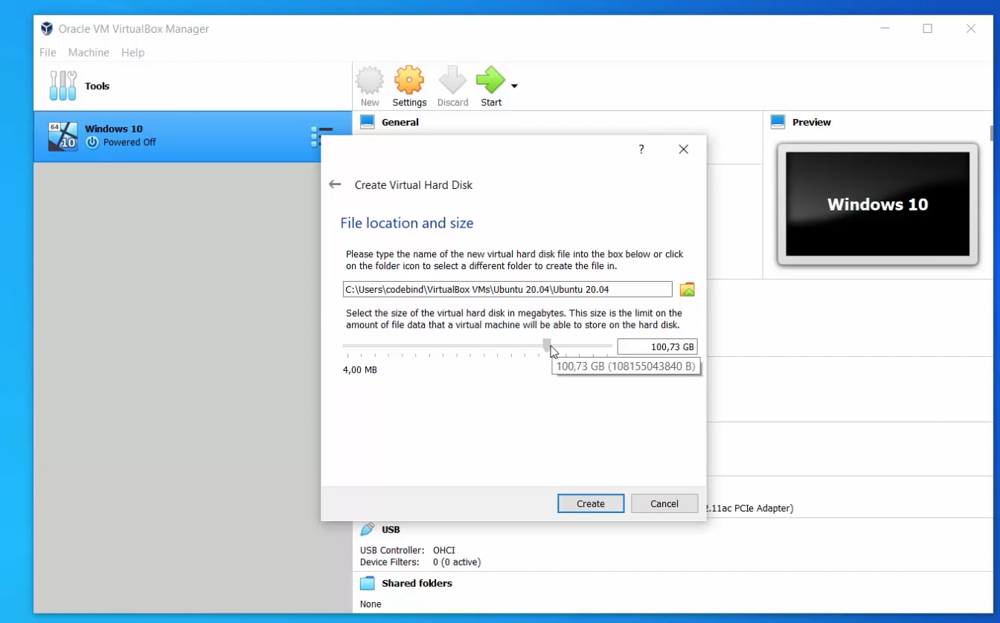 Oracle VM VirtualBox Manager
File Machine Help
Tools
New Settings Discard Start
64
10
Windows 10
Powered Off
General
Preview
Windows 10
?
Create Virtual Hard Disk
File location and size
Please type the name of the new virtual hard disk file into the box below or click
on the folder icon to select a different folder to create the file in.
C:\Users\codebind\VirtualBox VMs\Ubuntu 20.04\Ubuntu 20.04
Select the size of the virtual hard disk in megabytes. This size is the limit on the
amount of file data that a virtual machine will be able to store on the hard disk.
100,73 GB
100,73 GB (108155043840 B)
4,00 MB
Create Cancel
.11ac PCIe Adapter)
USB
USB Controller: OHCI
Device Filters: 0 (0 active)
Shared folders
None